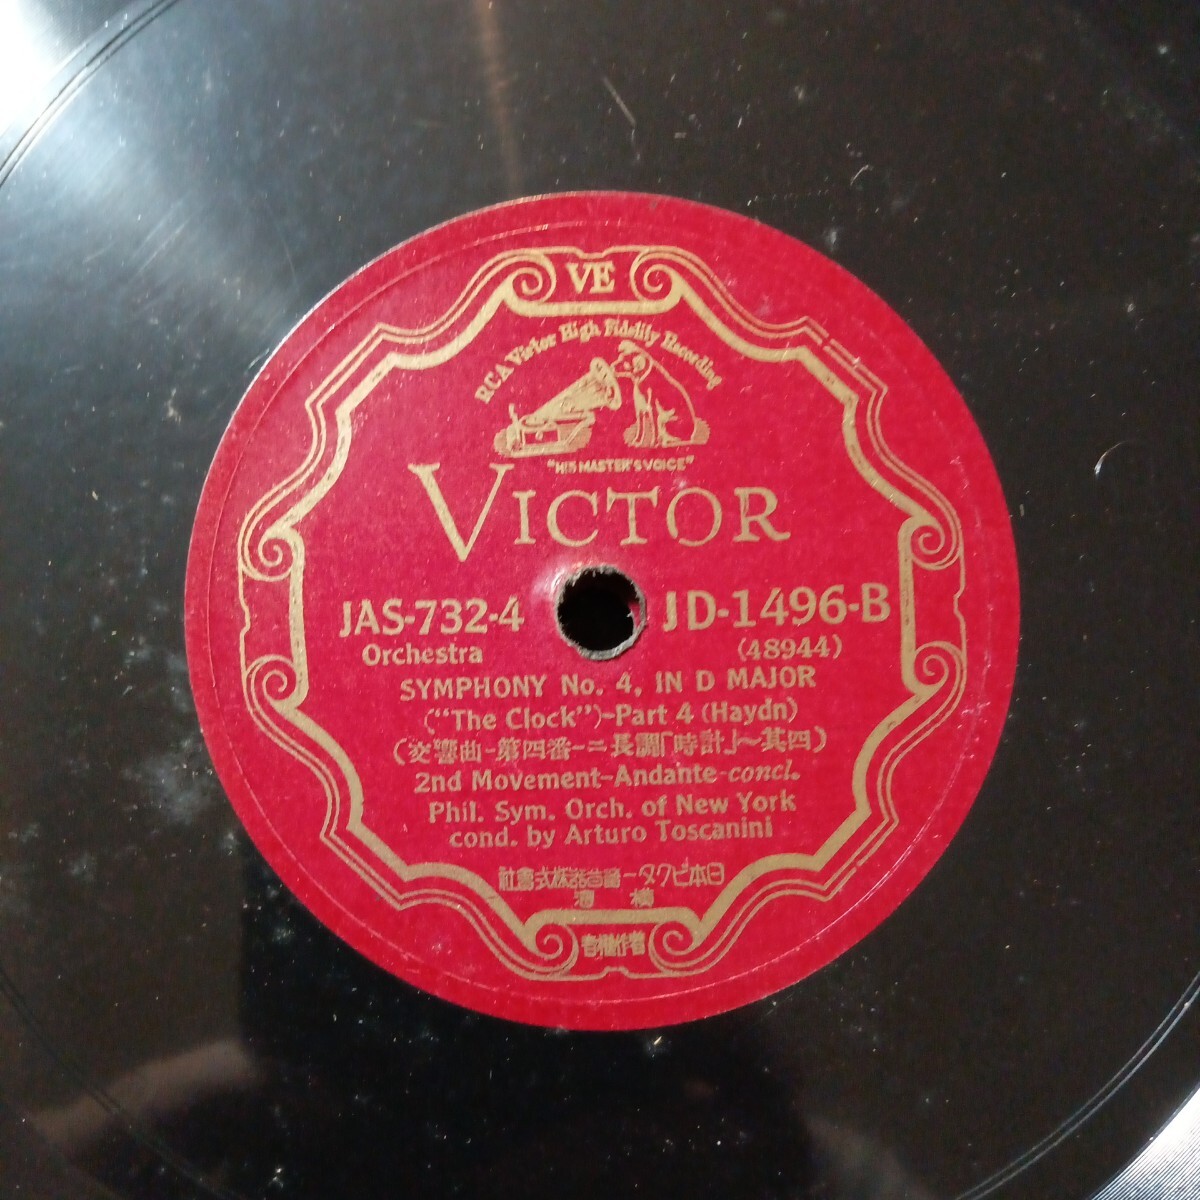 VE
RCA Victor High Fidelity Recording
"HIS MASTER'S VOICE"
VICTOR
JAS-732-4
JD-1496-B
Orchestra
(48944)
SYMPHONY No. 4, IN D MAJOR
("The Clock")-Part 4 (Haydn)
(交響曲-第四番-ニ長調「時計」〜其四)
2nd Movement-Andante-concl.
Phil. Sym. Orch. of New York
cond. by Arturo Toscanini
社會式株器音蓄ータクビ本日
濱橫
有權作著